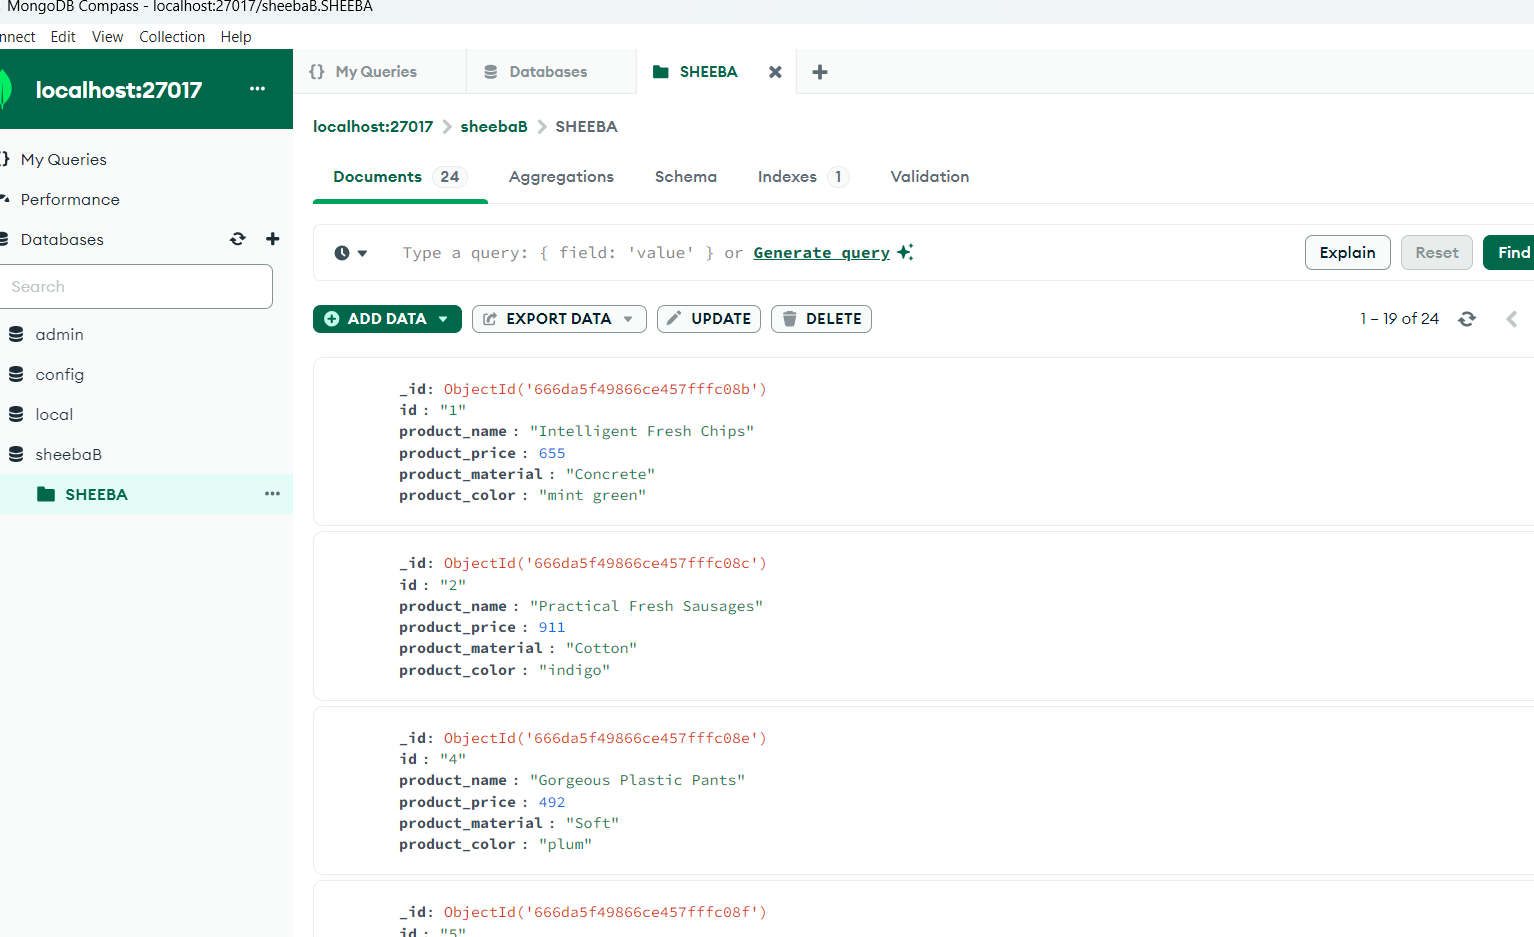 MongoDB Compass - localhost:27017/sheebaB.SHEEBA
nnect Edit View Collection Help
localhost:27017 ...
My Queries
Performance
Databases
Search
admin
config
local
sheebaB
SHEEBA ...
{} My Queries Databases SHEEBA
localhost:27017 > sheebaB > SHEEBA
Documents 24 Aggregations Schema Indexes 1 Validation
Type a query: { field: 'value' } or Generate query
Explain Reset Find
ADD DATA EXPORT DATA UPDATE DELETE
1 – 19 of 24
_id: ObjectId('666da5f49866ce457fffc08b')
id : "1"
product_name : "Intelligent Fresh Chips"
product_price : 655
product_material : "Concrete"
product_color : "mint green"
_id: ObjectId('666da5f49866ce457fffc08c')
id : "2"
product_name : "Practical Fresh Sausages"
product_price : 911
product_material : "Cotton"
product_color : "indigo"
_id: ObjectId('666da5f49866ce457fffc08e')
id : "4"
product_name : "Gorgeous Plastic Pants"
product_price : 492
product_material : "Soft"
product_color : "plum"
_id: ObjectId('666da5f49866ce457fffc08f')
id : "5"